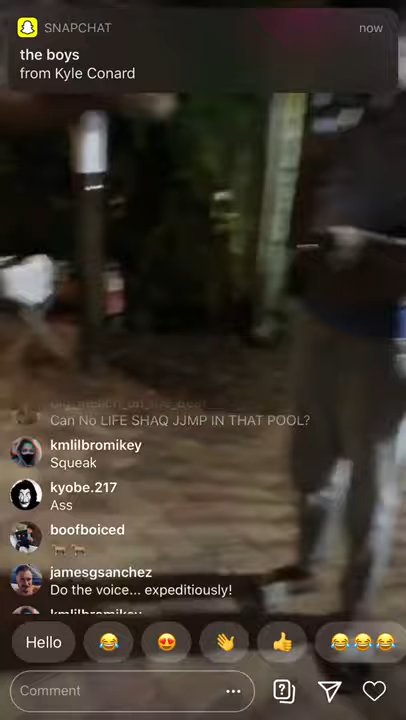 SNAPCHAT
now
the boys
from Kyle Conard
Can No LIFE SHAQ JJMP IN THAT POOL?
kmlilbromikey
Squeak
kyobe.217
Ass
boofboiced
🐂 🐂
jamesgsanchez
Do the voice... expeditiously!
kmlilbromikey
Hello
😂
😍
👋
👍
😂😂😂
Comment